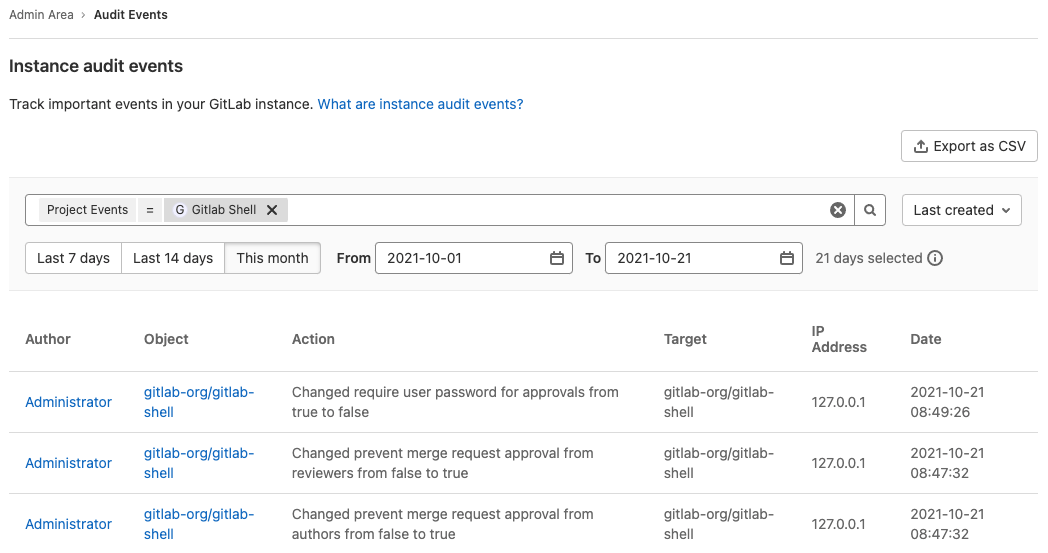 Admin Area › Audit Events
Instance audit events
Track important events in your GitLab instance. What are instance audit events?
Export as CSV
Project Events = G Gitlab Shell
Last created
Last 7 days Last 14 days This month From 2021-10-01 To 2021-10-21 21 days selected
Author Object Action Target IP Address Date
Administrator gitlab-org/gitlab-shell Changed require user password for approvals from true to false gitlab-org/gitlab-shell 127.0.0.1 2021-10-21 08:49:26
Administrator gitlab-org/gitlab-shell Changed prevent merge request approval from reviewers from false to true gitlab-org/gitlab-shell 127.0.0.1 2021-10-21 08:47:32
Administrator gitlab-org/gitlab-shell Changed prevent merge request approval from authors from false to true gitlab-org/gitlab-shell 127.0.0.1 2021-10-21 08:47:32